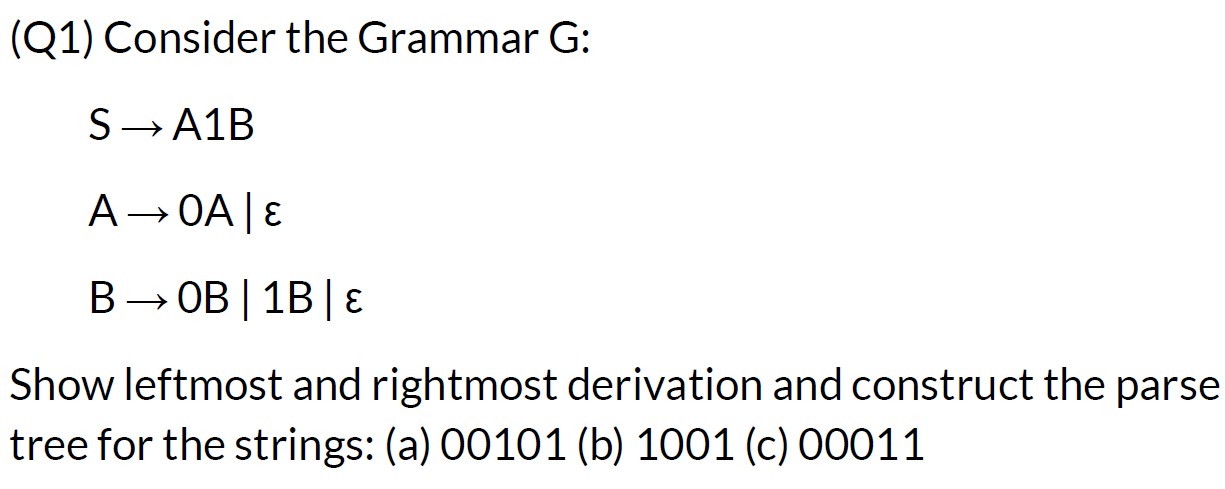 (Q1) Consider the Grammar G:
S → A1B
A → 0A | ε
B → 0B | 1B | ε
Show leftmost and rightmost derivation and construct the parse
tree for the strings: (a) 00101 (b) 1001 (c) 00011